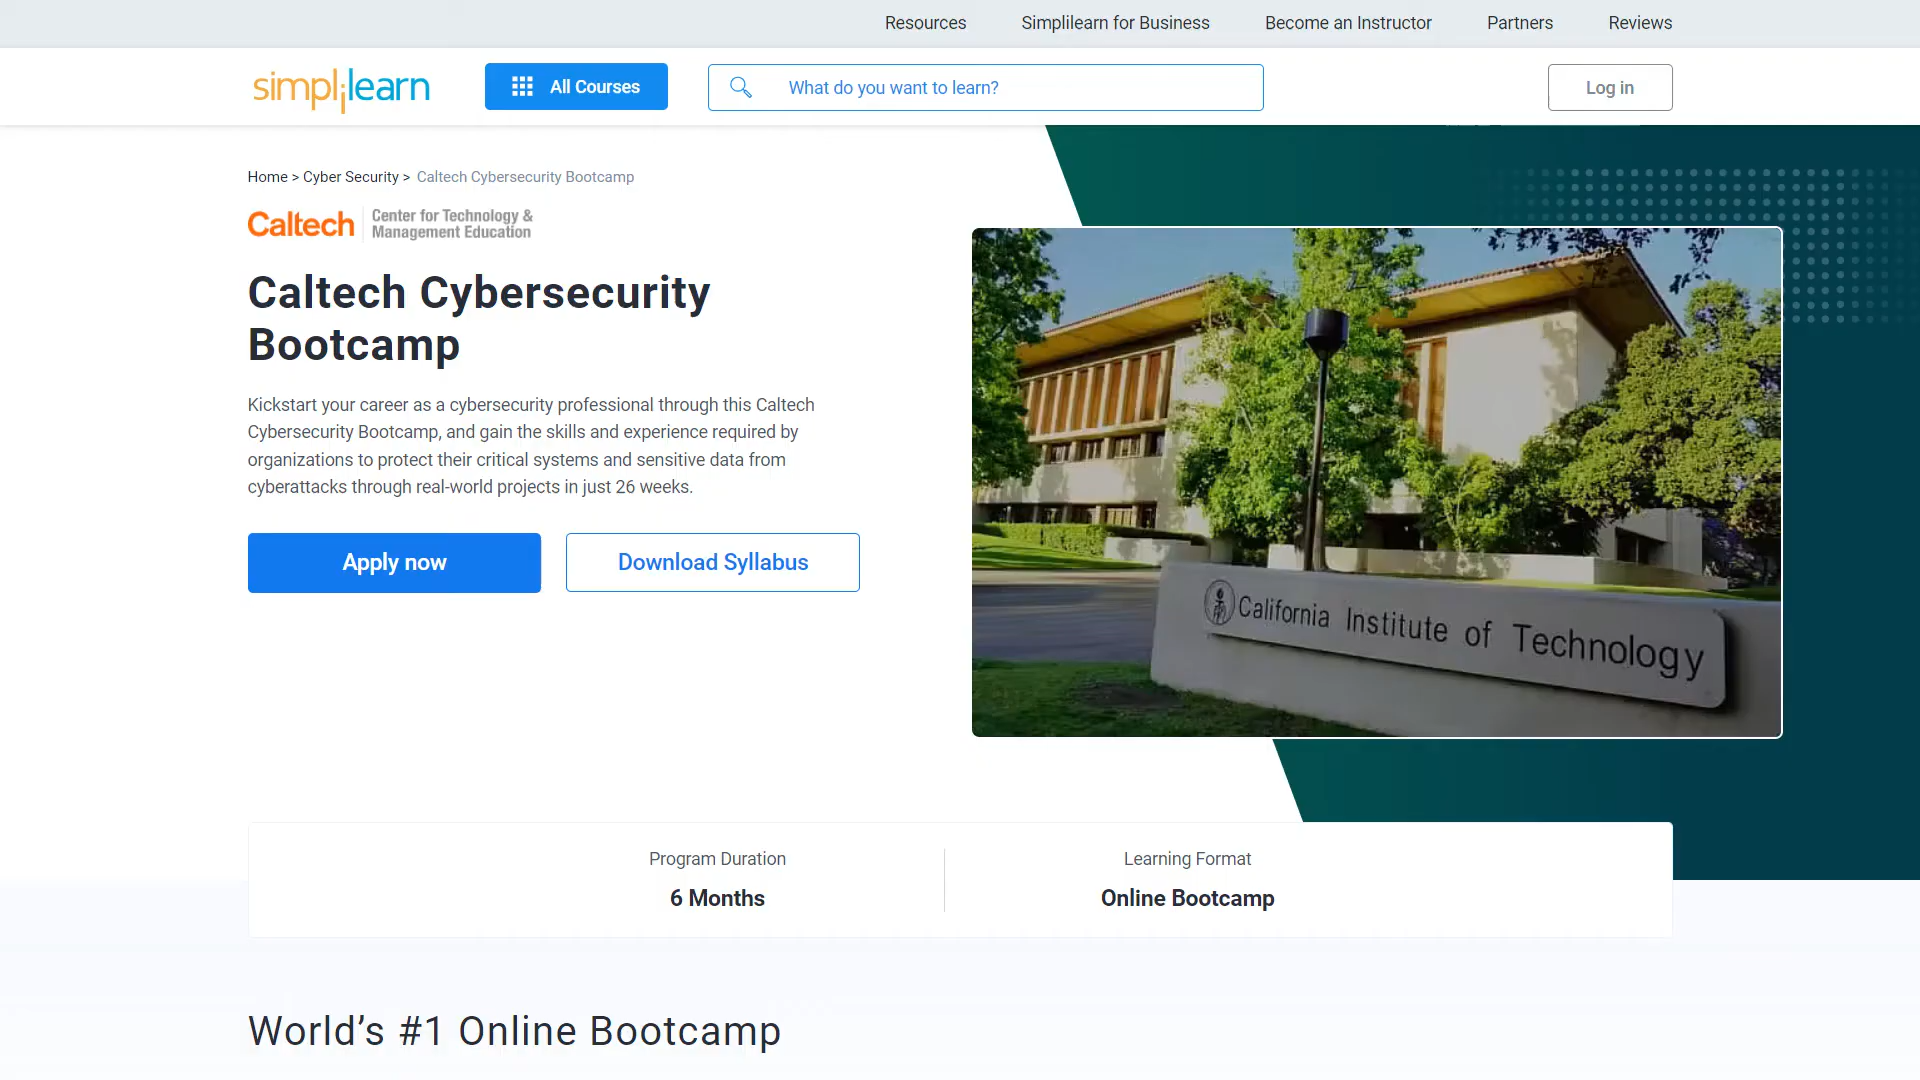 Resources Simplilearn for Business Become an Instructor Partners Reviews
simplilearn All Courses What do you want to learn? Log in
Home > Cyber Security > Caltech Cybersecurity Bootcamp
Caltech Center for Technology &
Management Education
Caltech Cybersecurity
Bootcamp
Kickstart your career as a cybersecurity professional through this Caltech
Cybersecurity Bootcamp, and gain the skills and experience required by
organizations to protect their critical systems and sensitive data from
cyberattacks through real-world projects in just 26 weeks.
Apply now Download Syllabus
California Institute of Technology
Program Duration Learning Format
6 Months Online Bootcamp
World’s #1 Online Bootcamp